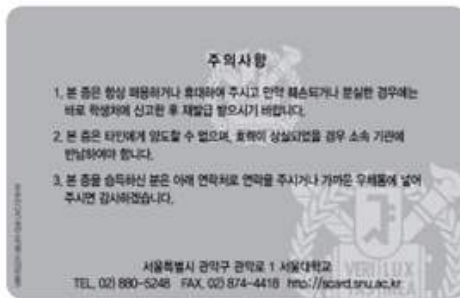 주의사항
1. 본 증은 항상 패용하거나 휴대하여 주시고 만약 훼손되거나 분실한 경우에는
바로 학생처에 신고한 후 재발급 받으시기 바랍니다.
2. 본 증은 타인에게 양도할 수 없으며, 효력이 상실되었을 경우 소속 기관에
반납하여야 합니다.
3. 본 증을 습득하신 분은 아래 연락처로 연락을 주시거나 가까운 우체통에 넣어
주시면 감사하겠습니다.
서울특별시 관악구 관악로 1 서울대학교
TEL. 02) 880-5248 FAX. 02) 874-4418 http://scard.snu.ac.kr
VERI LUX